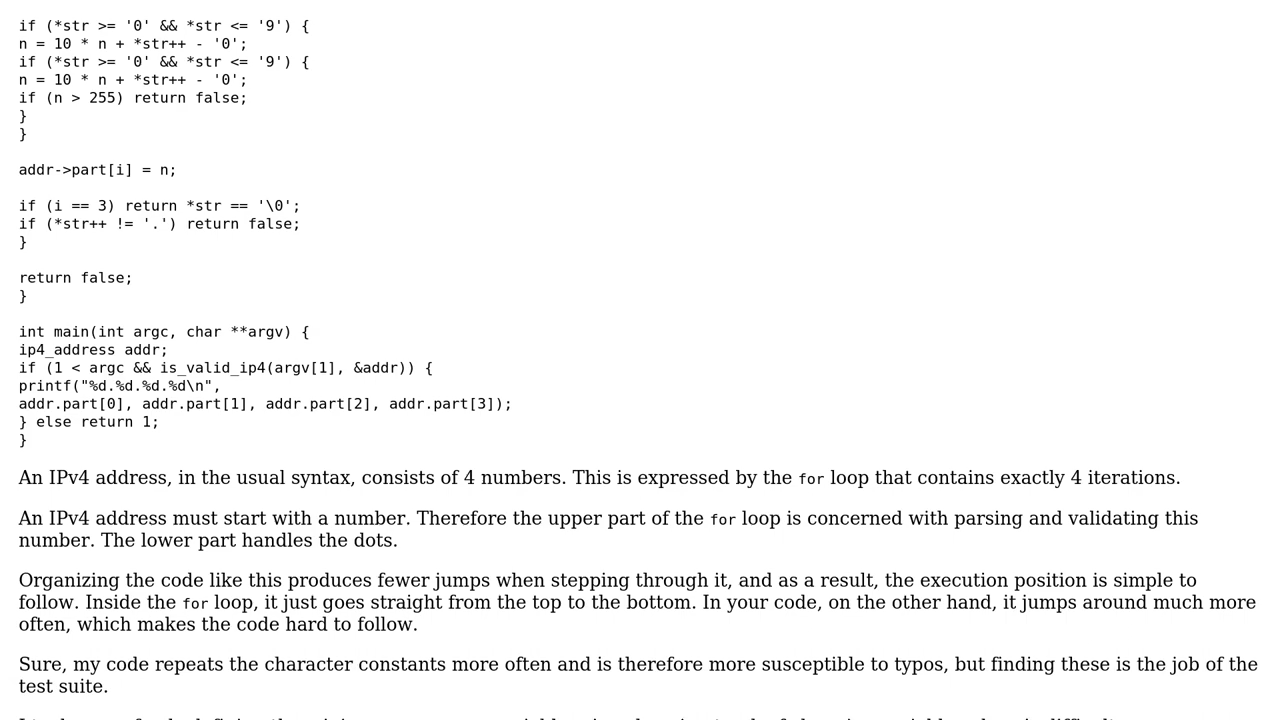 if (*str >= '0' && *str <= '9') {
n = 10 * n + *str++ - '0';
if (*str >= '0' && *str <= '9') {
n = 10 * n + *str++ - '0';
if (n > 255) return false;
}
}
addr->part[i] = n;
if (i == 3) return *str == '\0';
if (*str++ != '.') return false;
}
return false;
}
int main(int argc, char **argv) {
ip4_address addr;
if (1 < argc && is_valid_ip4(argv[1], &addr)) {
printf("%d.%d.%d.%d\n",
addr.part[0], addr.part[1], addr.part[2], addr.part[3]);
} else return 1;
}
An IPv4 address, in the usual syntax, consists of 4 numbers. This is expressed by the for loop that contains exactly 4 iterations.
An IPv4 address must start with a number. Therefore the upper part of the for loop is concerned with parsing and validating this
number. The lower part handles the dots.
Organizing the code like this produces fewer jumps when stepping through it, and as a result, the execution position is simple to
follow. Inside the for loop, it just goes straight from the top to the bottom. In your code, on the other hand, it jumps around much more
often, which makes the code hard to follow.
Sure, my code repeats the character constants more often and is therefore more susceptible to typos, but finding these is the job of the
test suite.